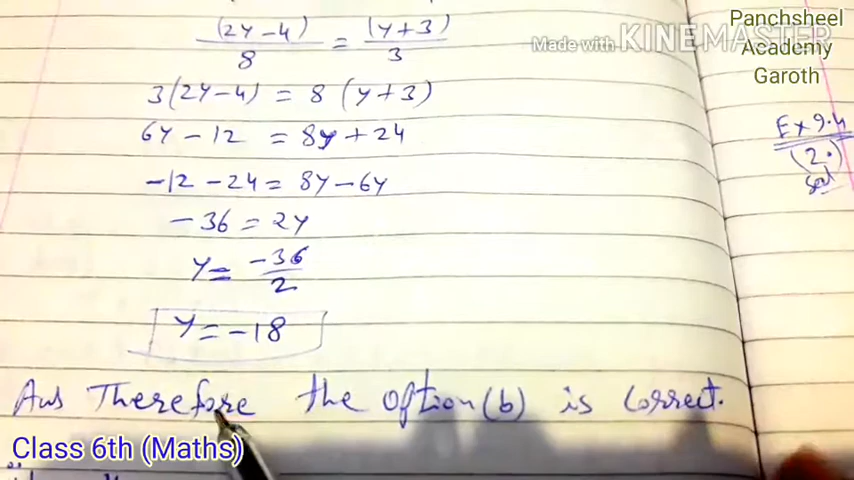 (2y-4)/8 = (y+3)/3
3(2y-4) = 8 (y+3)
6y-12 = 8y+24
-12-24 = 8y-6y
-36 = 2y
y = -36/2
y = -18
Ans Therefore the option (b) is correct.
Class 6th (Maths)
Made with KINEMASTER
Panchsheel
Academy
Garoth
Ex 9.4
(2.)
Sol